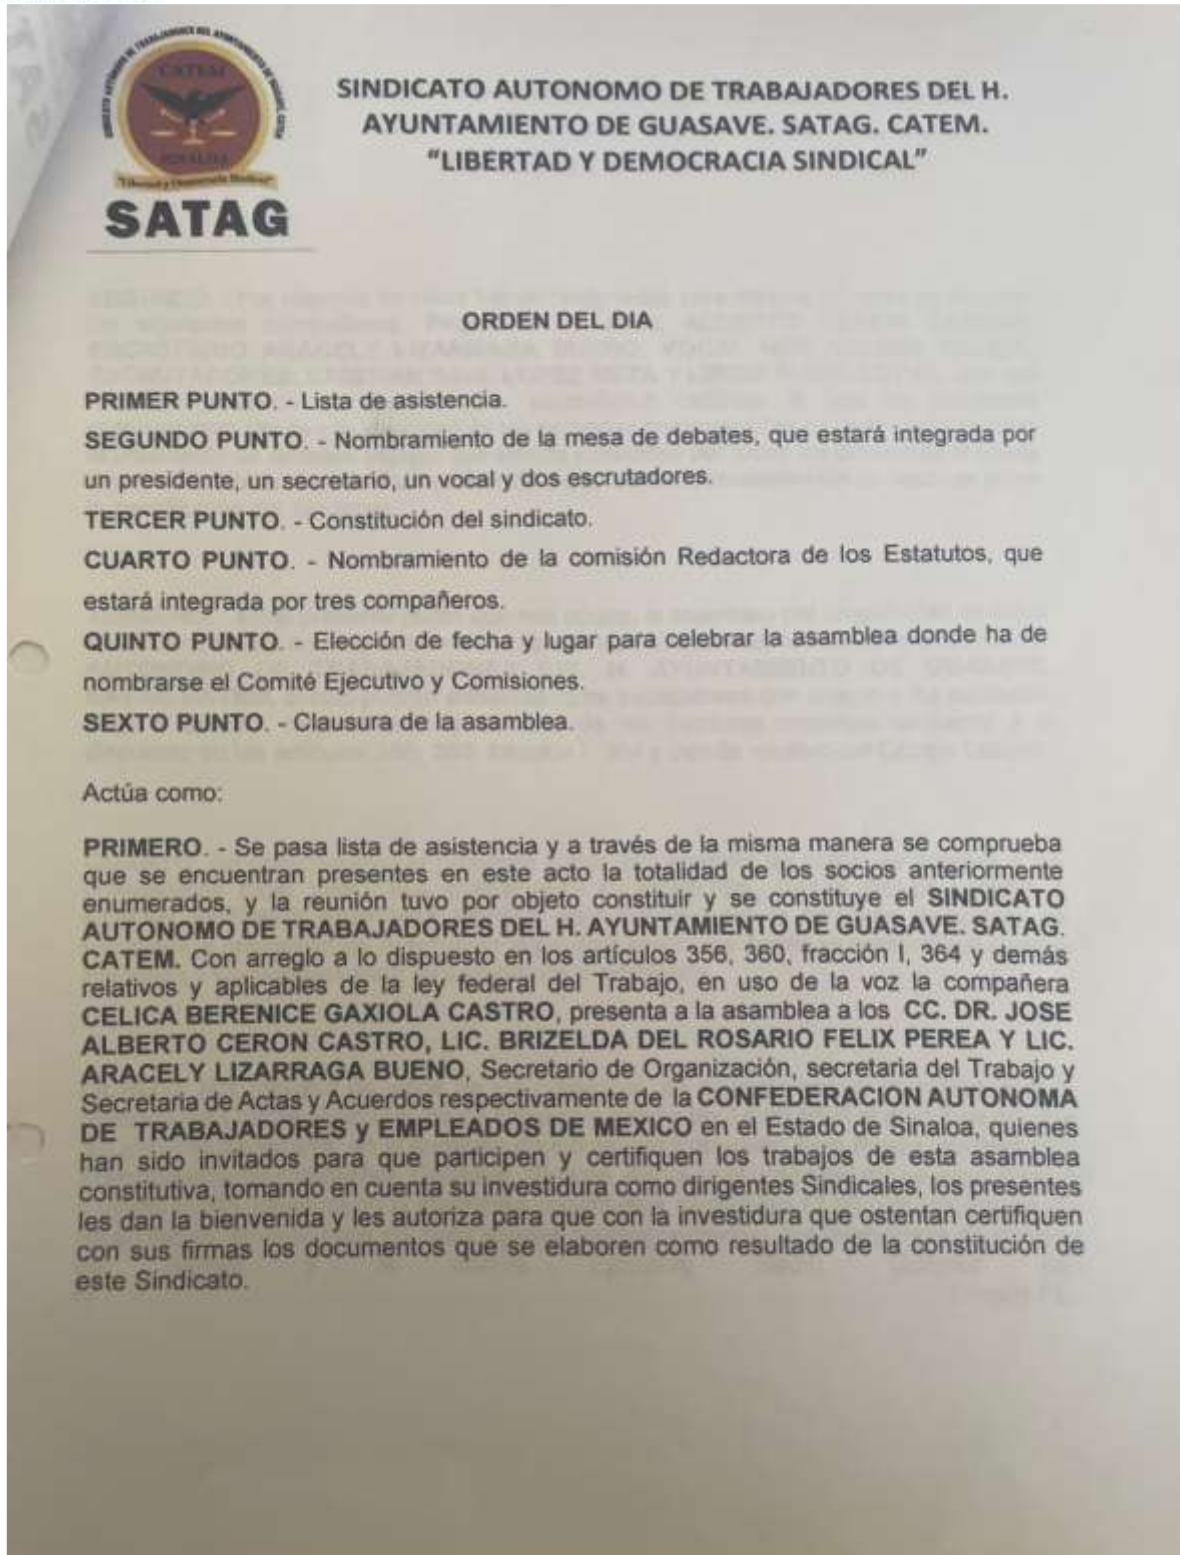 CATEM
SINALOA
"Libertad y Democracia Sindical"
SATAG
SINDICATO AUTONOMO DE TRABAJADORES DEL H.
AYUNTAMIENTO DE GUASAVE. SATAG. CATEM.
"LIBERTAD Y DEMOCRACIA SINDICAL"
ORDEN DEL DIA
PRIMER PUNTO. - Lista de asistencia.
SEGUNDO PUNTO. - Nombramiento de la mesa de debates, que estará integrada por
un presidente, un secretario, un vocal y dos escrutadores.
TERCER PUNTO. - Constitución del sindicato.
CUARTO PUNTO. - Nombramiento de la comisión Redactora de los Estatutos, que
estará integrada por tres compañeros.
QUINTO PUNTO. - Elección de fecha y lugar para celebrar la asamblea donde ha de
nombrarse el Comité Ejecutivo y Comisiones.
SEXTO PUNTO. - Clausura de la asamblea.
Actúa como:
PRIMERO. - Se pasa lista de asistencia y a través de la misma manera se comprueba
que se encuentran presentes en este acto la totalidad de los socios anteriormente
enumerados, y la reunión tuvo por objeto constituir y se constituye el SINDICATO
AUTONOMO DE TRABAJADORES DEL H. AYUNTAMIENTO DE GUASAVE. SATAG.
CATEM. Con arreglo a lo dispuesto en los artículos 356, 360, fracción I, 364 y demás
relativos y aplicables de la ley federal del Trabajo, en uso de la voz la compañera
CELICA BERENICE GAXIOLA CASTRO, presenta a la asamblea a los CC. DR. JOSE
ALBERTO CERON CASTRO, LIC. BRIZELDA DEL ROSARIO FELIX PEREA Y LIC.
ARACELY LIZARRAGA BUENO, Secretario de Organización, secretaria del Trabajo y
Secretaria de Actas y Acuerdos respectivamente de la CONFEDERACION AUTONOMA
DE TRABAJADORES y EMPLEADOS DE MEXICO en el Estado de Sinaloa, quienes
han sido invitados para que participen y certifiquen los trabajos de esta asamblea
constitutiva, tomando en cuenta su investidura como dirigentes Sindicales, los presentes
les dan la bienvenida y les autoriza para que con la investidura que ostentan certifiquen
con sus firmas los documentos que se elaboren como resultado de la constitución de
este Sindicato.